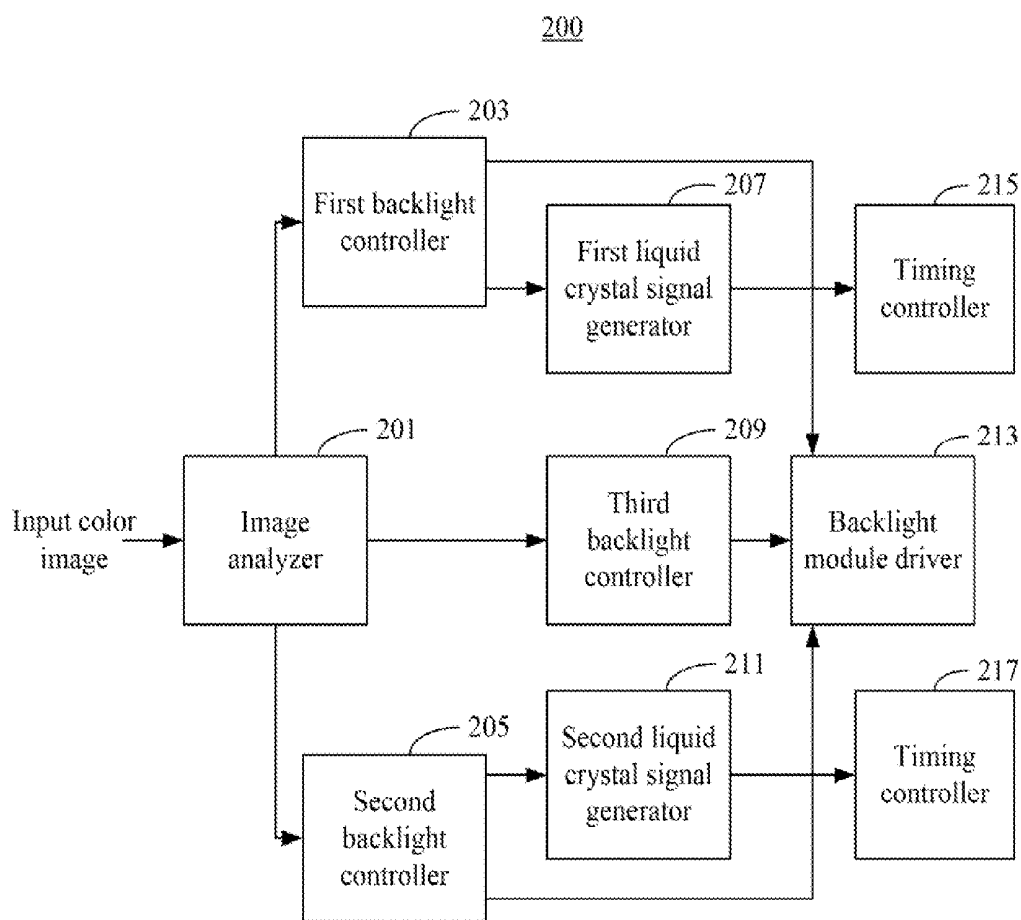 200
203
First backlight
controller
207
First liquid
crystal signal
generator
215
Timing
controller
201
Input color
image
Image
analyzer
209
Third
backlight
controller
213
Backlight
module driver
205
Second
backlight
controller
211
Second liquid
crystal signal
generator
217
Timing
controller